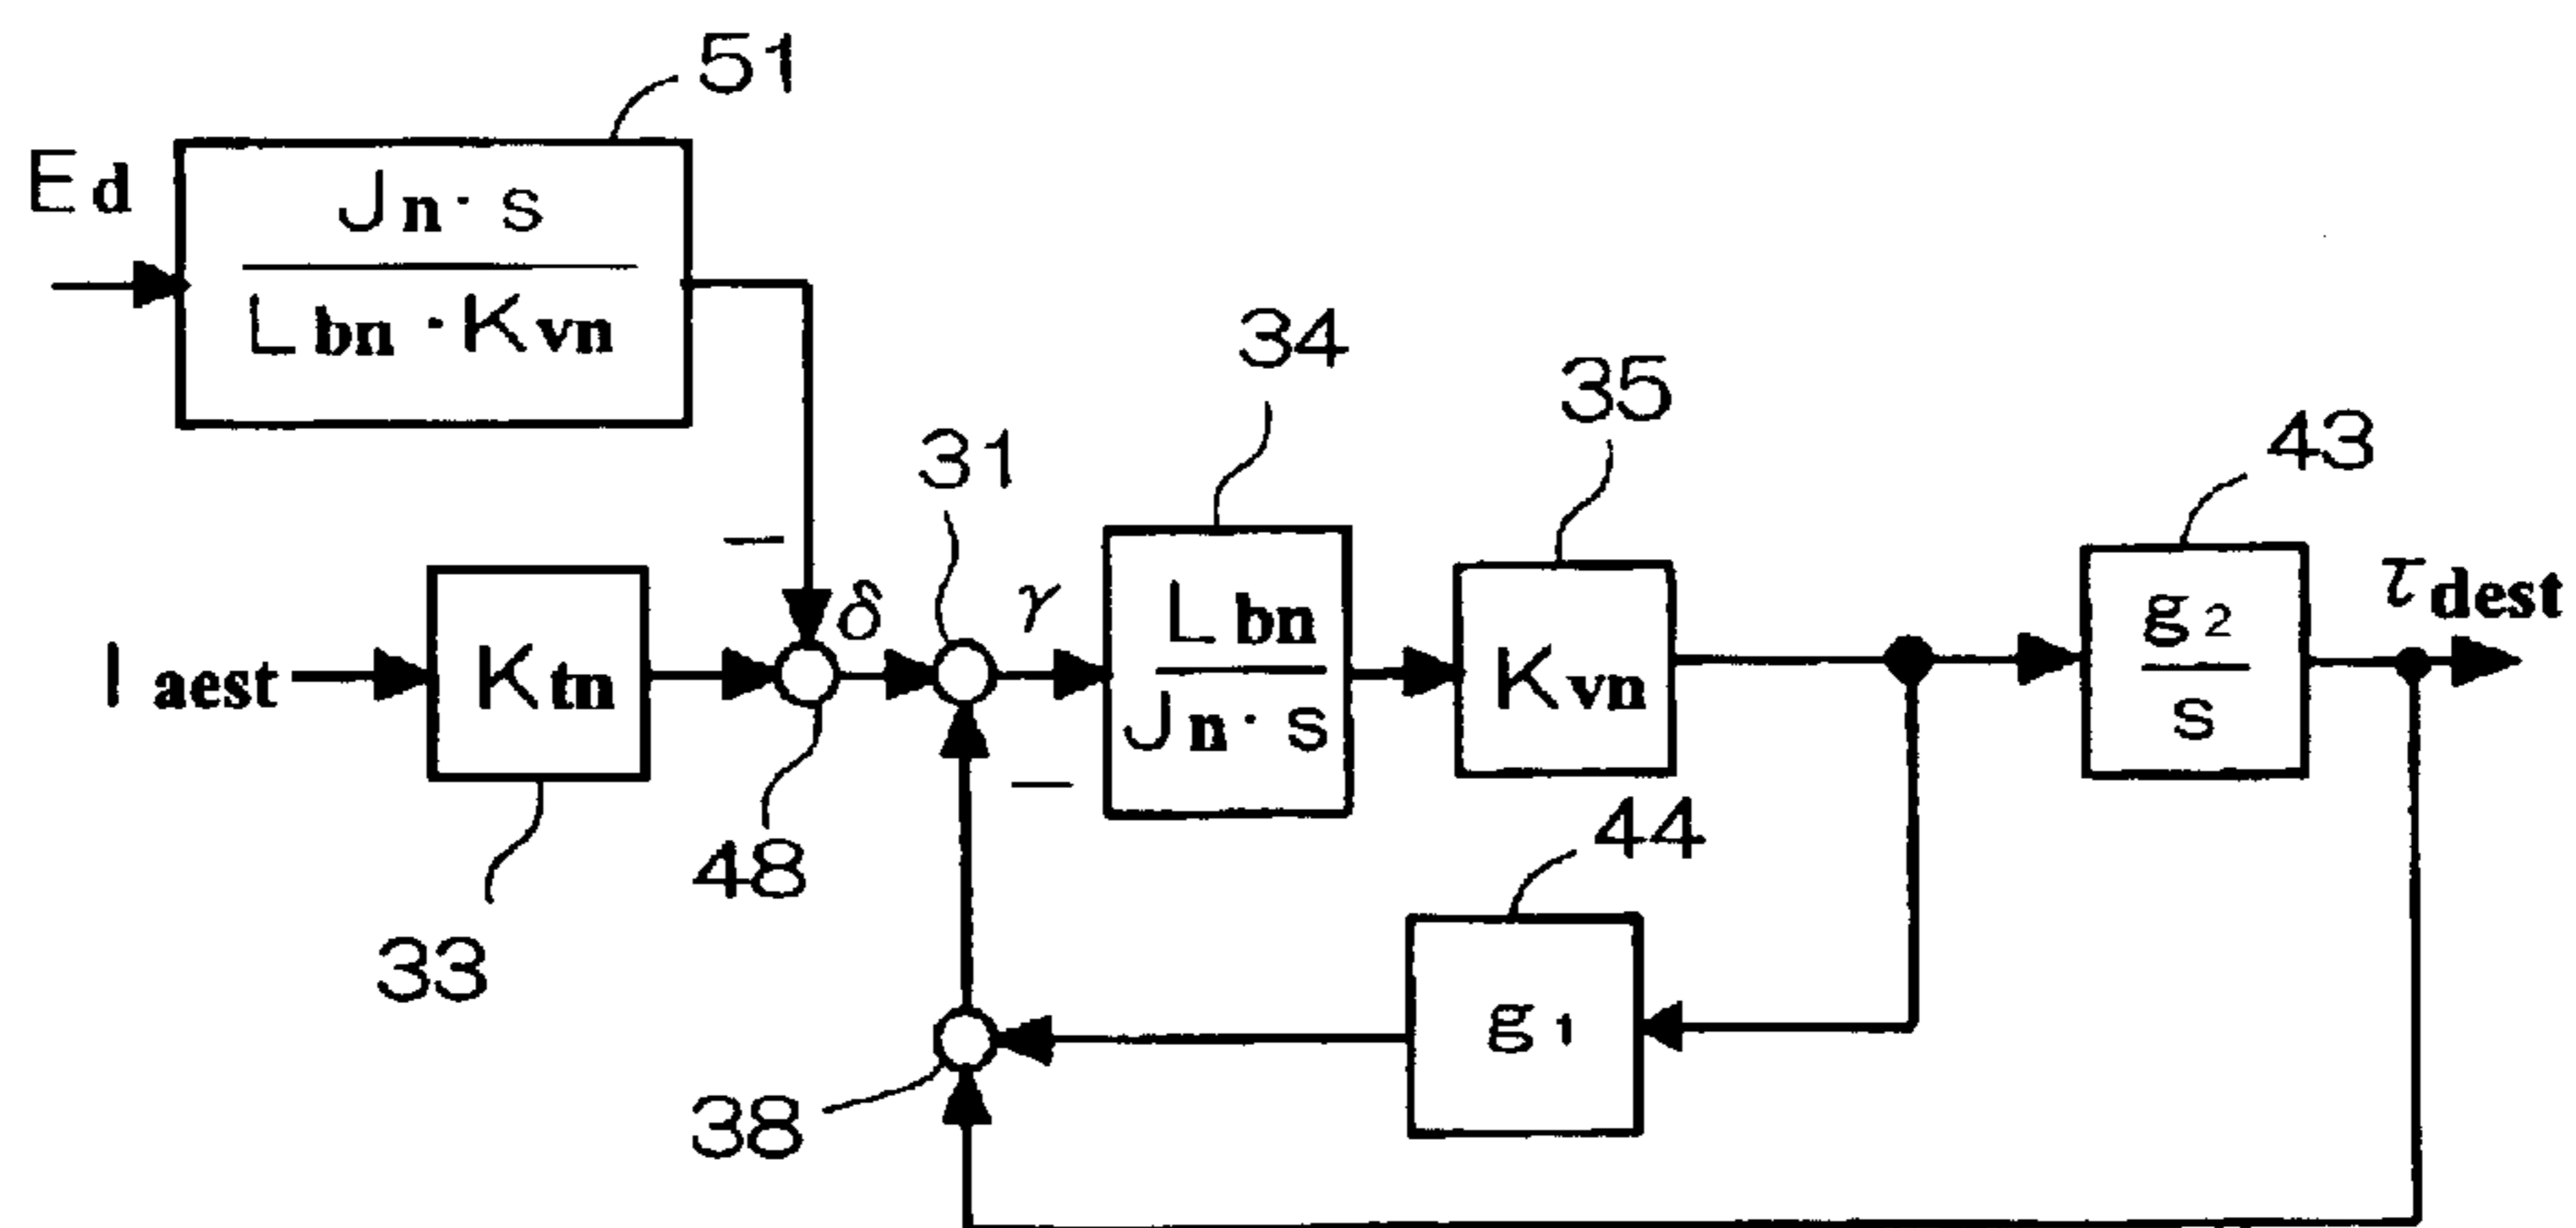 51
Ed
Jn· s
Lbn ·Kvn
34
35
43
31
−
δ
γ
Lbn
Jn· s
Kvn
g2
s
τdest
I aest
Ktn
−
48
44
33
g1
38